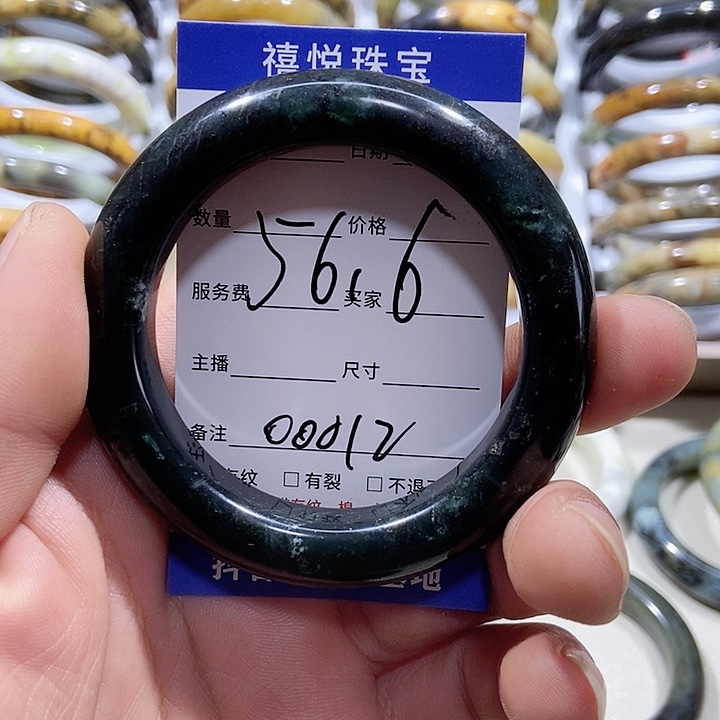 禧悦珠宝
日期
数量 价格
56.6
服务费 买家
主播 尺寸
备注 00812
有纹 □有裂 □不退